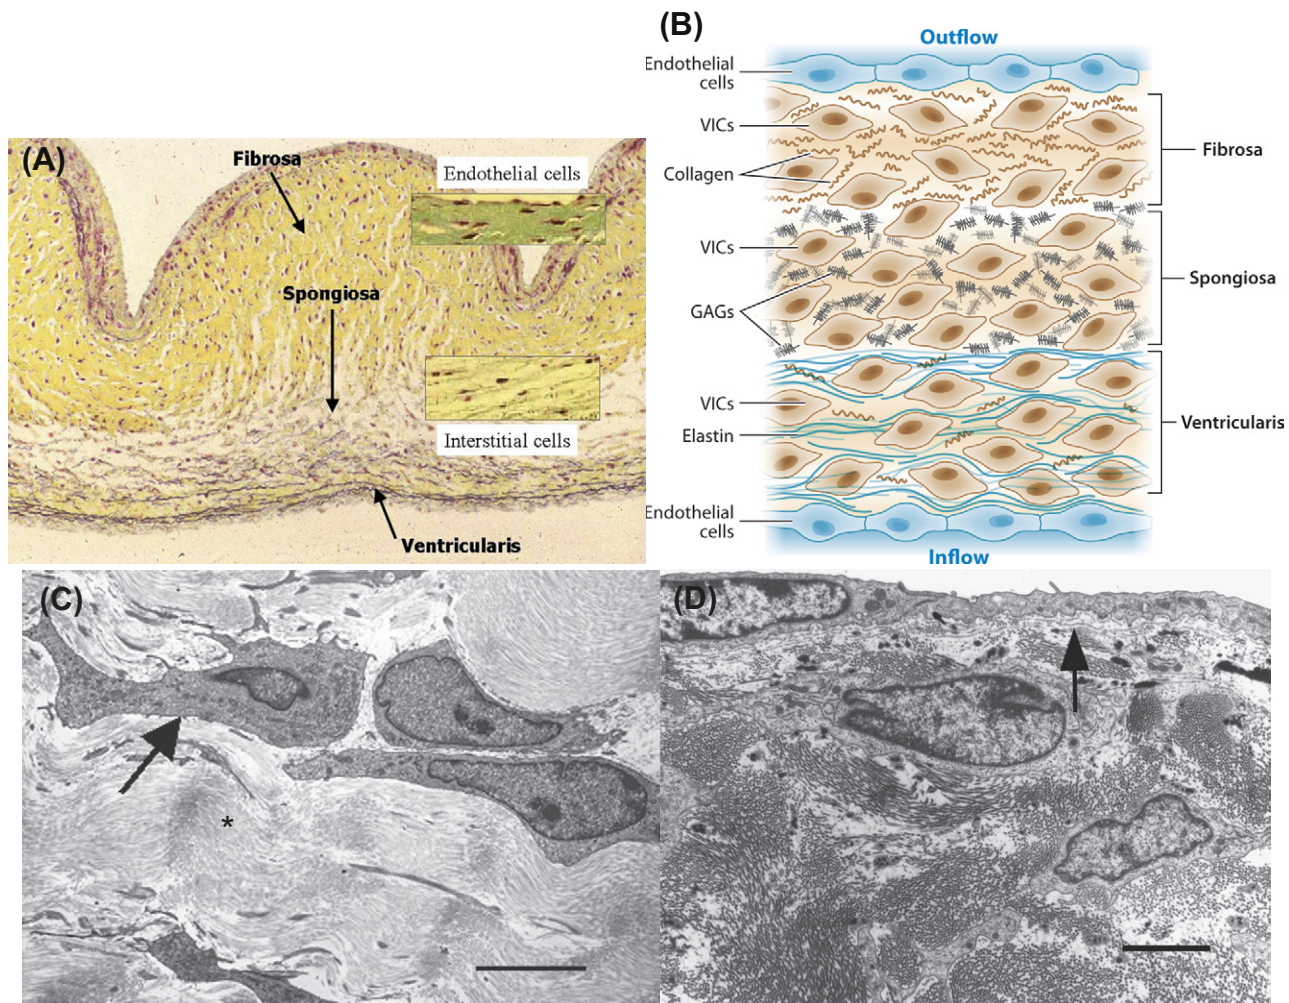 (A)
Fibrosa
Endothelial cells
Spongiosa
Interstitial cells
Ventricularis
(B)
Outflow
Endothelial
cells
VICs
Collagen
Fibrosa
VICs
GAGs
Spongiosa
VICs
Elastin
Ventricularis
Endothelial
cells
Inflow
(C)
*
(D)